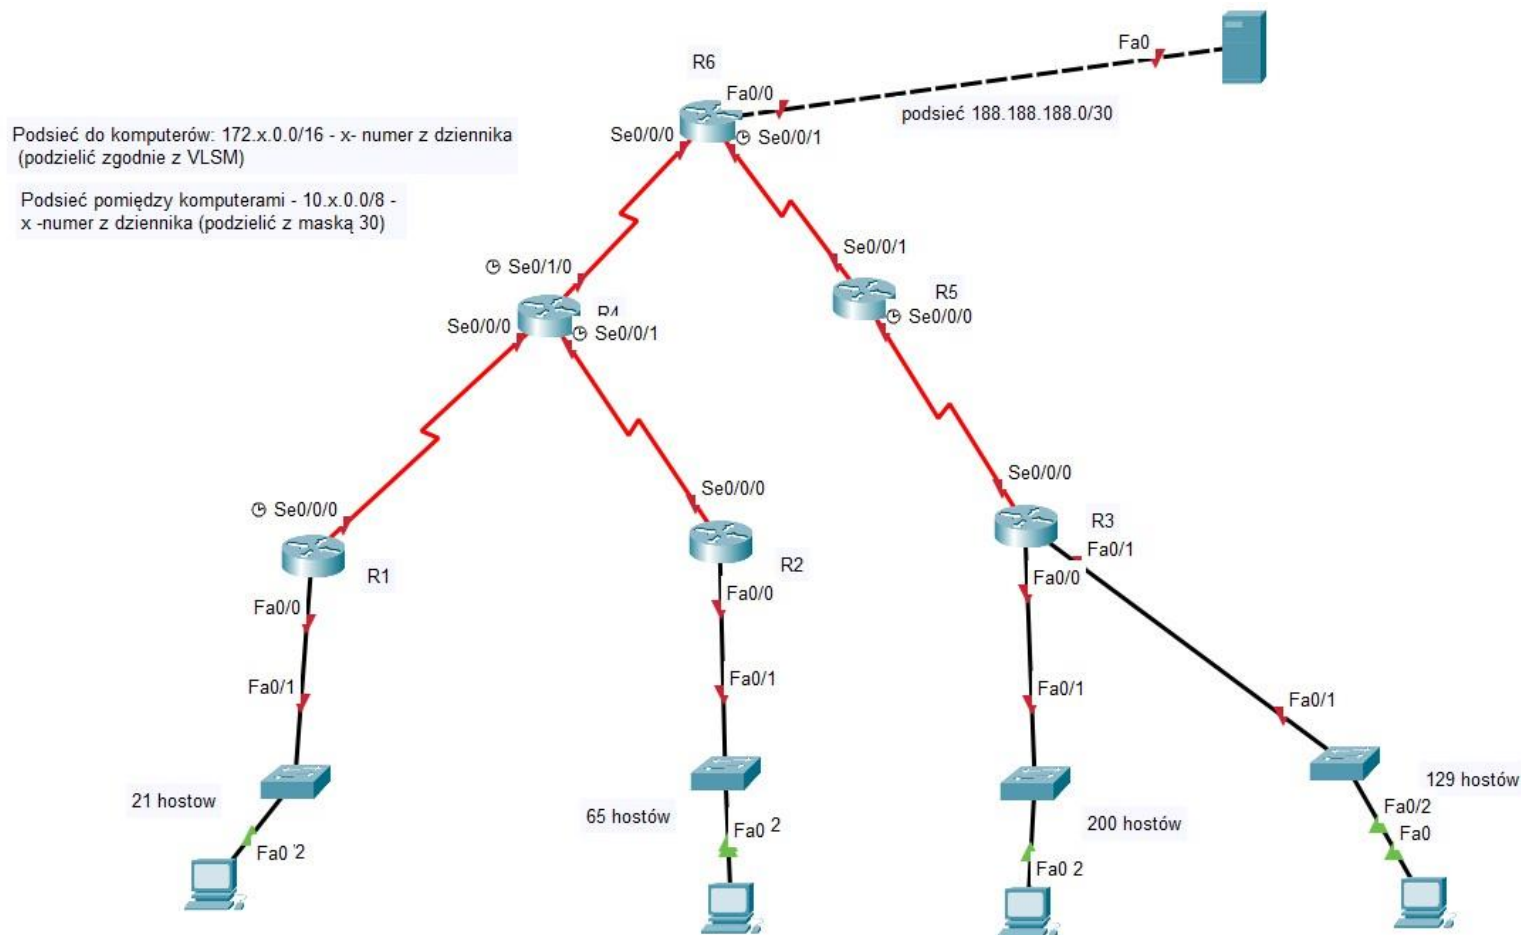 Fa0
R6
Fa0/0
podsieć 188.188.188.0/30
Podsieć do komputerów: 172.x.0.0/16 - x- numer z dziennika
(podzielić zgodnie z VLSM)
Se0/0/0
Se0/0/1
Podsieć pomiędzy komputerami - 10.x.0.0/8 -
x -numer z dziennika (podzielić z maską 30)
Se0/0/1
Se0/1/0
R5
R4
Se0/0/0
Se0/0/0
Se0/0/1
Se0/0/0
Se0/0/0
Se0/0/0
R3
Fa0/1
R2
R1
Fa0/0
Fa0/0
Fa0/0
Fa0/1
Fa0/1
Fa0/1
Fa0/1
129 hostów
21 hostow
65 hostów
200 hostów
Fa0/2
Fa0 2
Fa0
Fa0 '2
Fa0 2